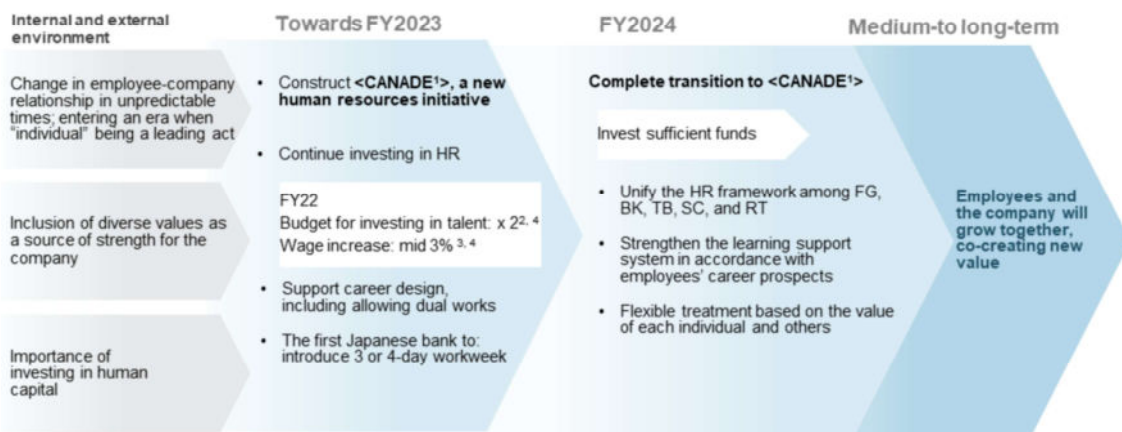 Internal and external
environment
Towards FY2023
FY2024
Medium-to long-term
Change in employee-company
relationship in unpredictable
times; entering an era when
"individual" being a leading act
Inclusion of diverse values as
a source of strength for the
company
Importance of
investing in human
capital
• Construct <CANADE¹>, a new
human resources initiative
• Continue investing in HR
FY22
Budget for investing in talent: x 2²˒ ⁴
Wage increase: mid 3% ³˒ ⁴
• Support career design,
including allowing dual works
• The first Japanese bank to:
introduce 3 or 4-day workweek
Complete transition to <CANADE¹>
Invest sufficient funds
• Unify the HR framework among FG,
BK, TB, SC, and RT
• Strengthen the learning support
system in accordance with
employees' career prospects
• Flexible treatment based on the value
of each individual and others
Employees and
the company will
grow together,
co-creating new
value